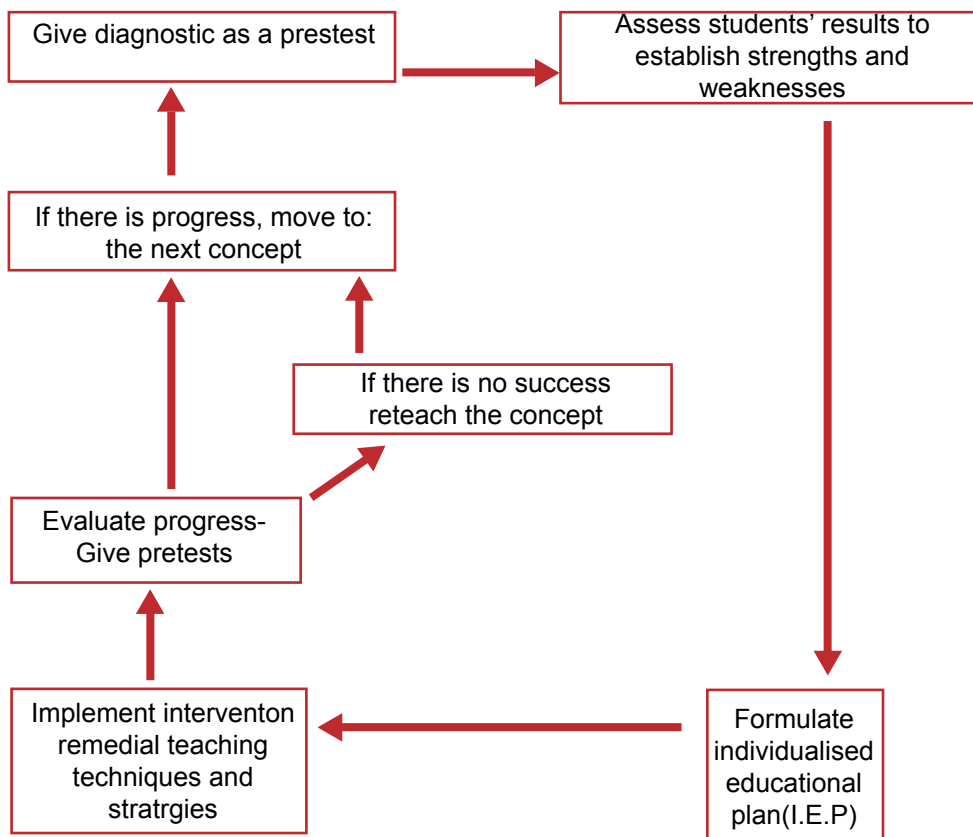 Give diagnostic as a prestest
Assess students’ results to
establish strengths and
weaknesses
If there is progress, move to:
the next concept
If there is no success
reteach the concept
Evaluate progress-
Give pretests
Implement interventon
remedial teaching
techniques and
stratrgies
Formulate
individualised
educational
plan(I.E.P)